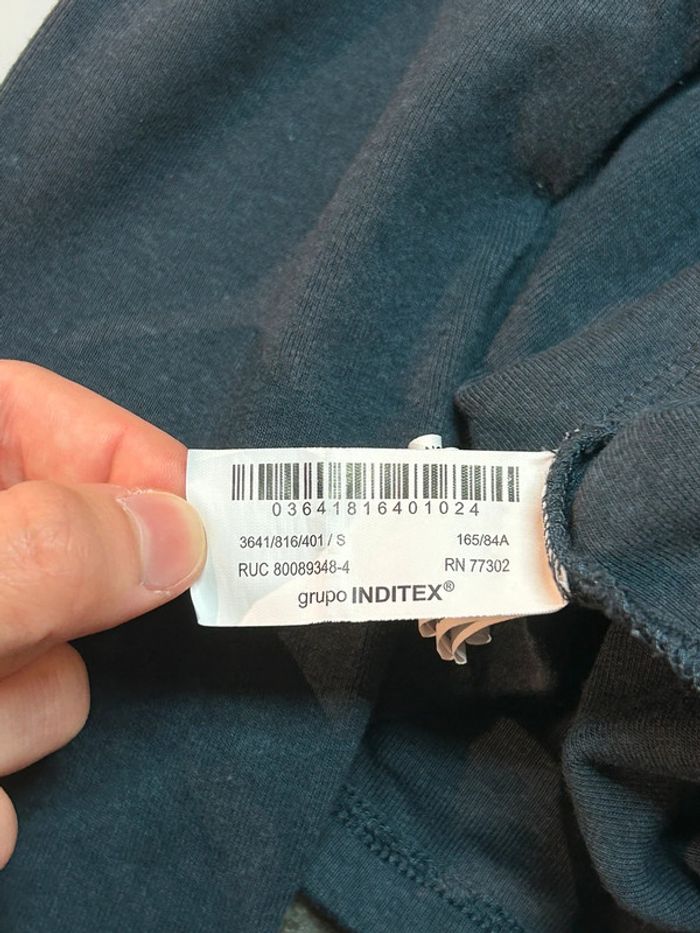 03641816401024
3641/816/401 / S 165/84A
RUC 80089348-4 RN 77302
grupo INDITEX®